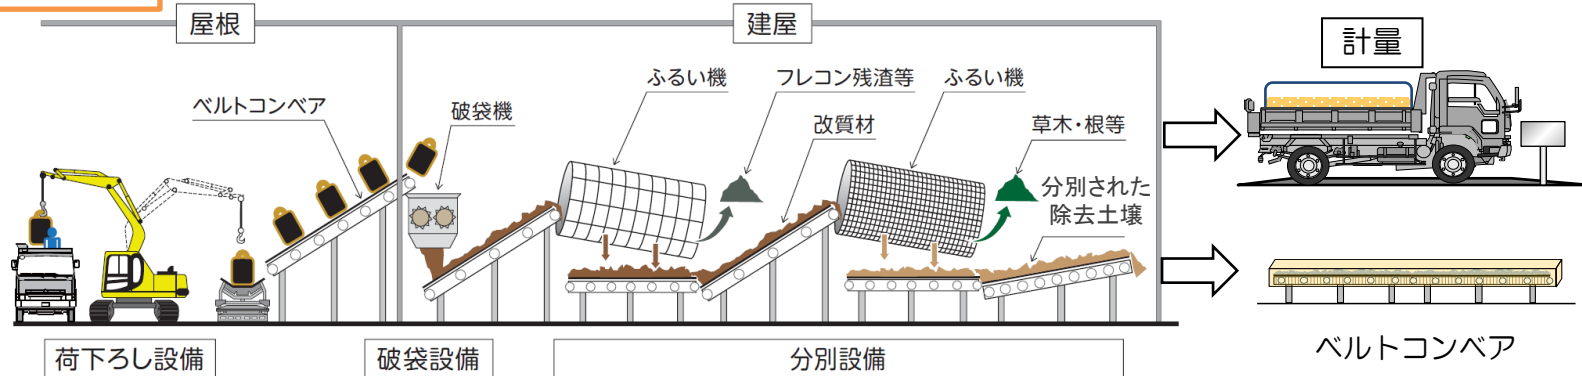 屋根
建屋
計量
ふるい機
フレコン残渣等
ふるい機
ベルトコンベア
破袋機
改質材
草木・根等
分別された
除去土壌
荷下ろし設備
破袋設備
分別設備
ベルトコンベア